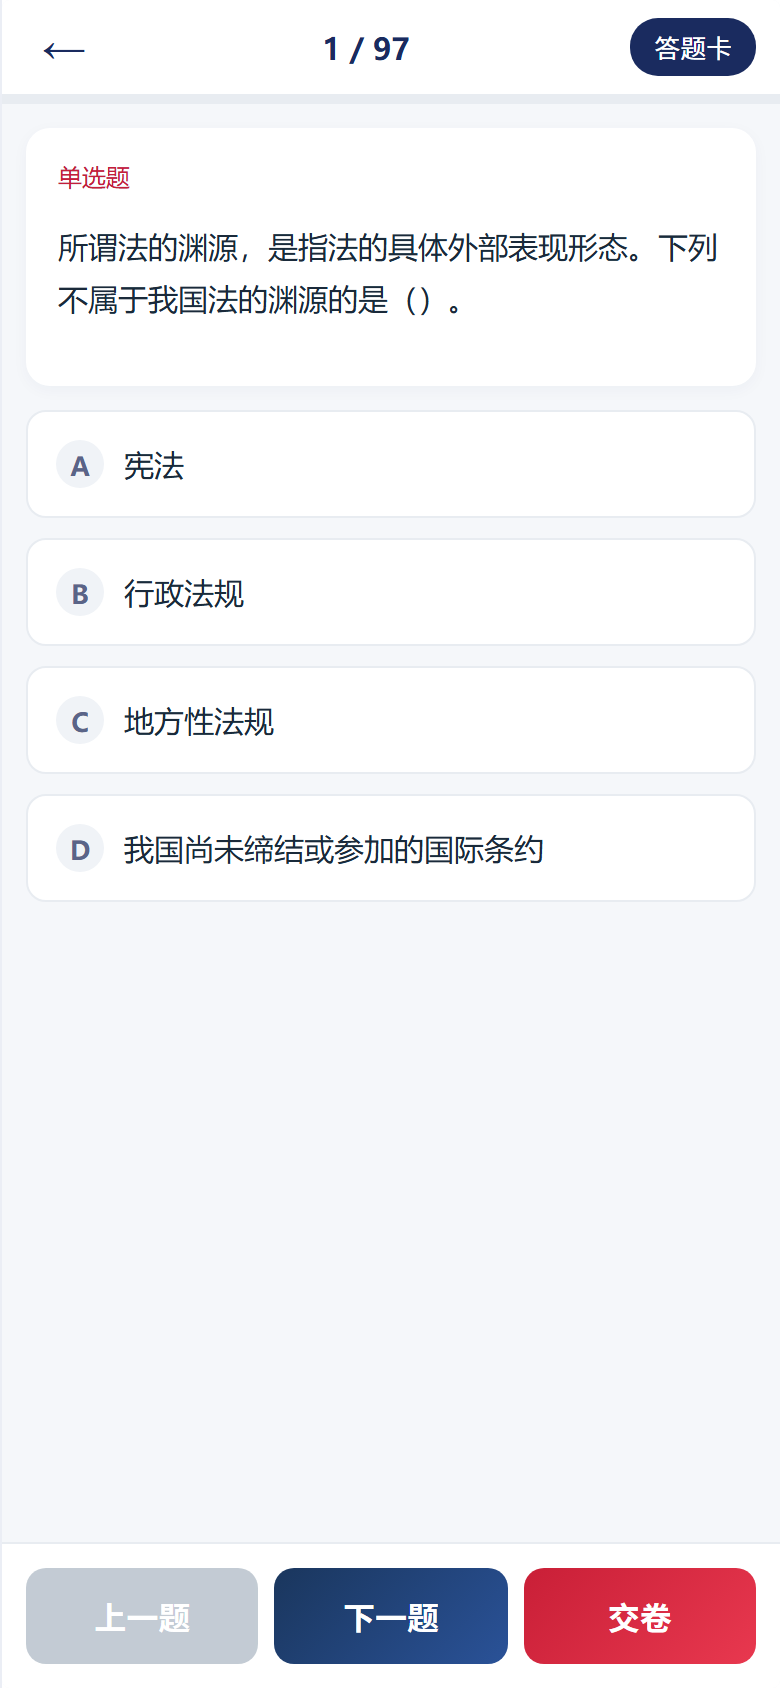 ←
1 / 97
答题卡
单选题
所谓法的渊源，是指法的具体外部表现形态。下列
不属于我国法的渊源的是（）。
A 宪法
B 行政法规
C 地方性法规
D 我国尚未缔结或参加的国际条约
上一题
下一题
交卷